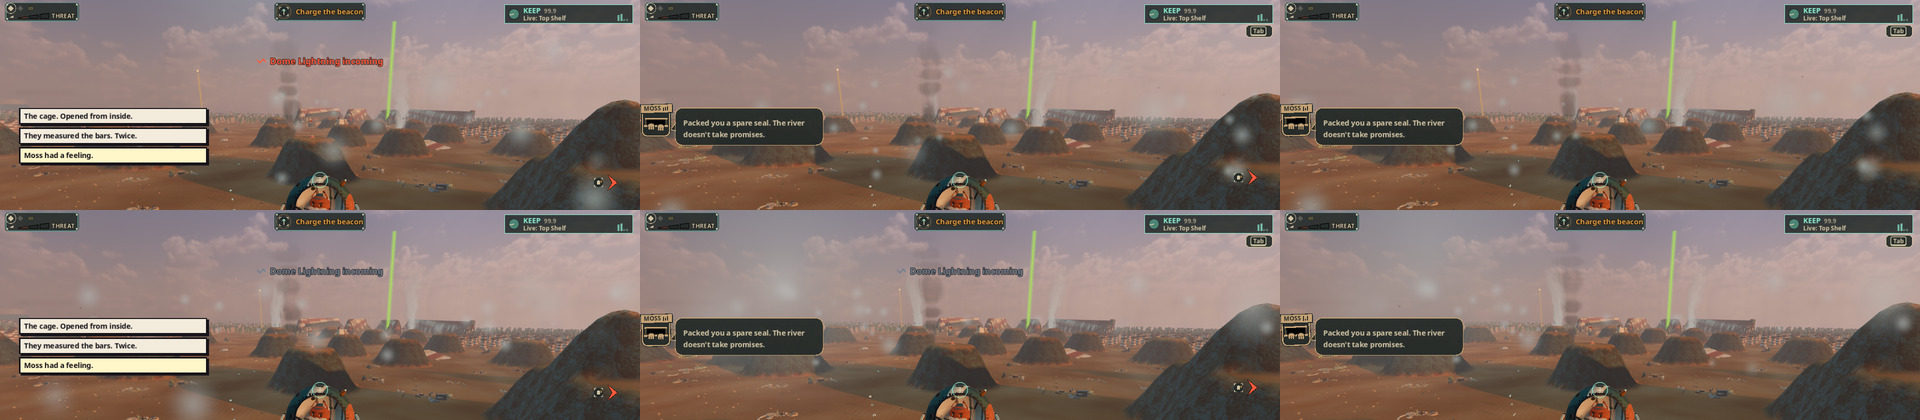 THREAT
Charge the beacon
KEEP 99.9
Live: Top Shelf
Dome Lightning incoming
The cage. Opened from inside.
They measured the bars. Twice.
Moss had a feeling.
THREAT
Charge the beacon
KEEP 99.9
Live: Top Shelf
Tab
MOSS
Packed you a spare seal. The river
doesn't take promises.
THREAT
Charge the beacon
KEEP 99.9
Live: Top Shelf
Tab
MOSS
Packed you a spare seal. The river
doesn't take promises.
THREAT
Charge the beacon
KEEP 99.9
Live: Top Shelf
Dome Lightning incoming
The cage. Opened from inside.
They measured the bars. Twice.
Moss had a feeling.
THREAT
Charge the beacon
KEEP 99.9
Live: Top Shelf
Tab
Dome Lightning incoming
MOSS
Packed you a spare seal. The river
doesn't take promises.
THREAT
Charge the beacon
KEEP 99.9
Live: Top Shelf
Tab
MOSS
Packed you a spare seal. The river
doesn't take promises.